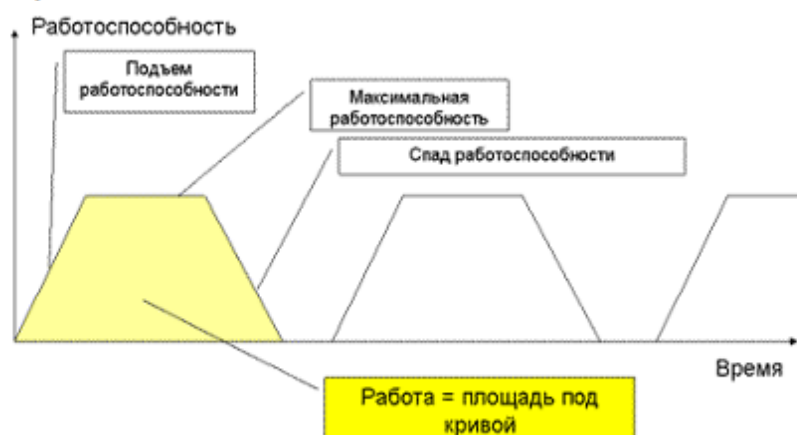 Работоспособность
Подъем
работоспособности
Максимальная
работоспособность
Спад работоспособности
Время
Работа = площадь под
кривой